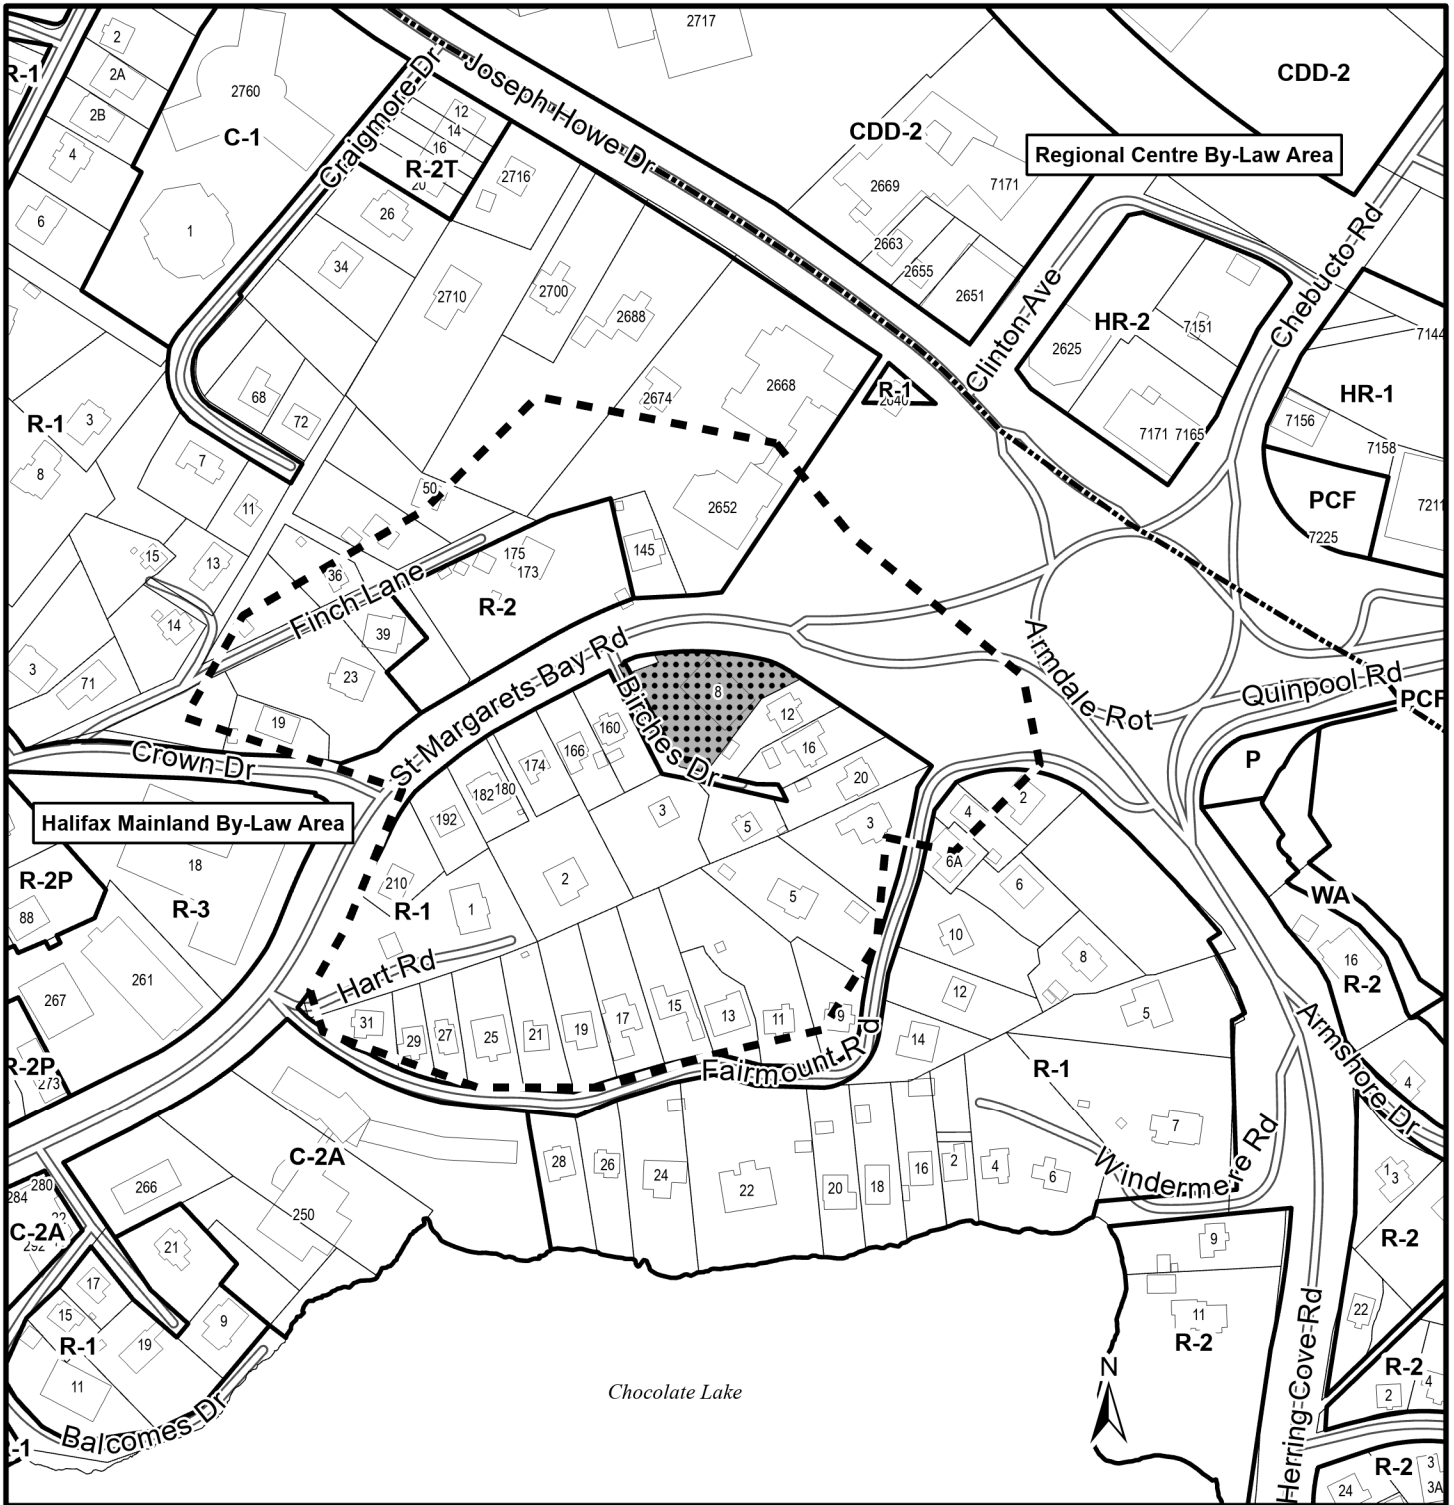 2717
2
R-1
2A
2760
2B
C-1
4
6
1
Craigmore Dr
Joseph Howe Dr
12
14
16
R-2T
20
2716
26
34
2710
2700
2688
CDD-2
CDD-2
Regional Centre By-Law Area
2669
7171
2663
2655
2651
Clinton Ave
Chebucto Rd
HR-2
7151
2625
7171
7165
7144
HR-1
7156
7158
PCF
7211
7225
R-1
2640
2668
2674
2652
68
72
R-1
3
8
7
11
50
15
13
36
14
Finch Lane
175
173
145
R-2
39
23
3
71
19
Crown Dr
St Margarets Bay Rd
Birches Dr
8
12
16
20
160
166
174
180
182
192
3
5
3
Armdale Rot
Quinpool Rd
PCF
P
WA
16
R-2
Halifax Mainland By-Law Area
18
R-2P
88
R-3
261
267
R-2P
273
210
R-1
1
2
5
Hart Rd
31
29
27
25
21
19
17
15
13
11
9
Fairmount Rd
2
4
6A
6
10
8
12
14
5
R-1
7
Windermere Rd
Armshore Dr
4
1
3
R-2
22
R-2
2
4
C-2A
266
250
280
284
C-2A
292
21
17
15
R-1
19
9
11
Balcomes Dr
28
26
24
22
20
18
16
2
4
6
9
11
R-2
Herring Cove Rd
N
Chocolate Lake
R-2
3
3A
24